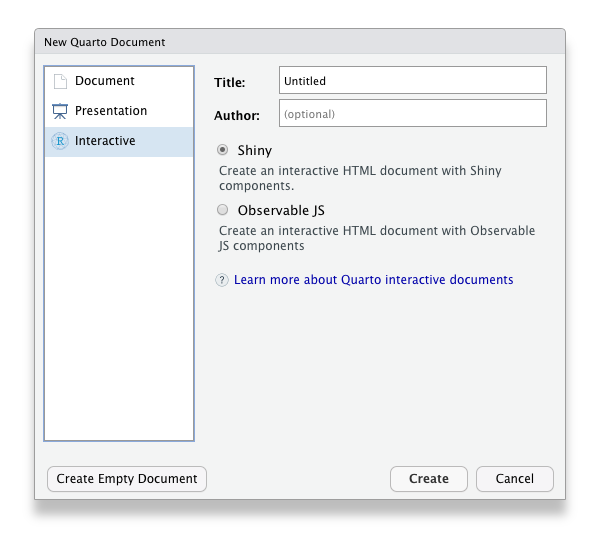 New Quarto Document
Document
Presentation
R Interactive
Title: Untitled
Author: (optional)
Shiny
Create an interactive HTML document with Shiny
components.
Observable JS
Create an interactive HTML document with Observable
JS components
? Learn more about Quarto interactive documents
Create Empty Document Create Cancel